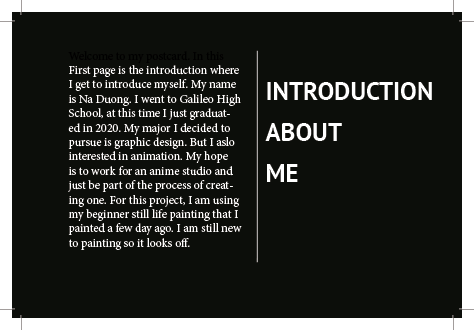 Welcome to my postcard. In this
First page is the introduction where
I get to introduce myself. My name
is Na Duong. I went to Galileo High
School, at this time I just graduat-
ed in 2020. My major I decided to
pursue is graphic design. But I aslo
interested in animation. My hope
is to work for an anime studio and
just be part of the process of creat-
ing one. For this project, I am using
my beginner still life painting that I
painted a few day ago. I am still new
to painting so it looks off.
INTRODUCTION
ABOUT
ME